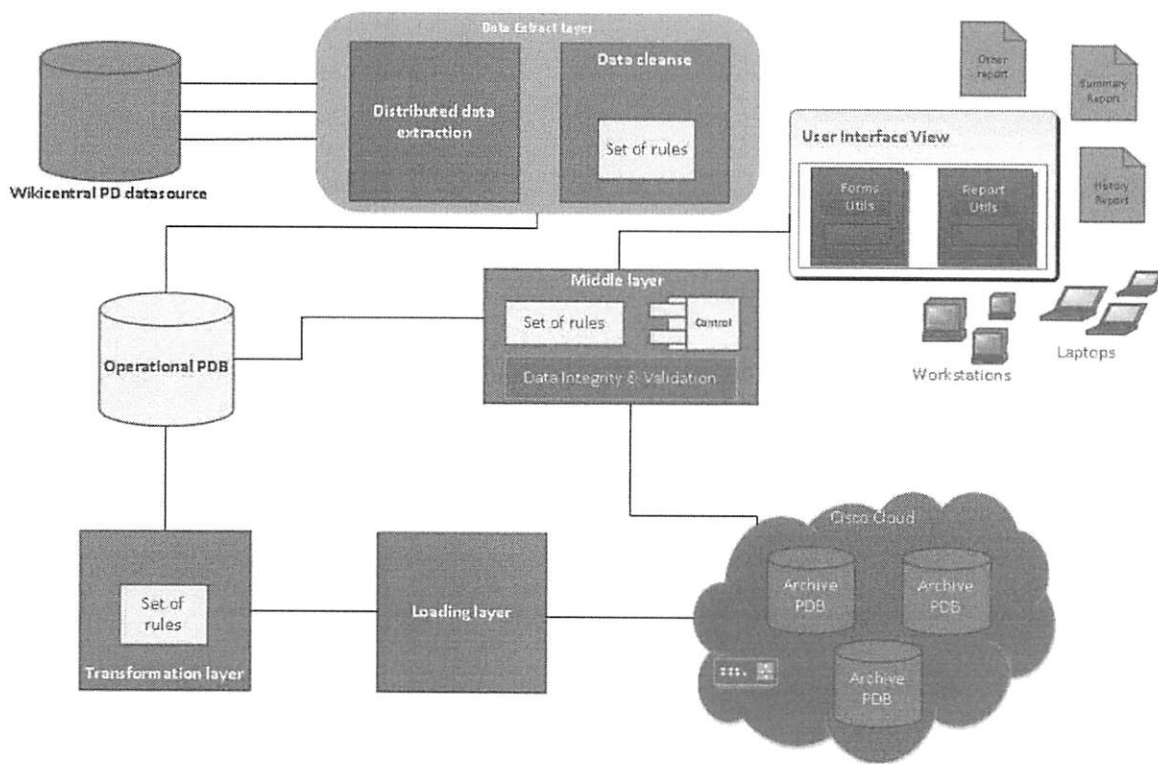 Data Extract layer
Distributed data
extraction
Data cleanse
Set of rules
Wikicentral PD datasource
Other
report
Summary
Report
History
Report
User Interface View
Forms
Utils
Report
Utils
Middle layer
Set of rules
Control
Data Integrity & Validation
Operational PDB
Workstations
Laptops
Set of
rules
Transformation layer
Loading layer
Cisco Cloud
Archive
PDB
Archive
PDB
Archive
PDB